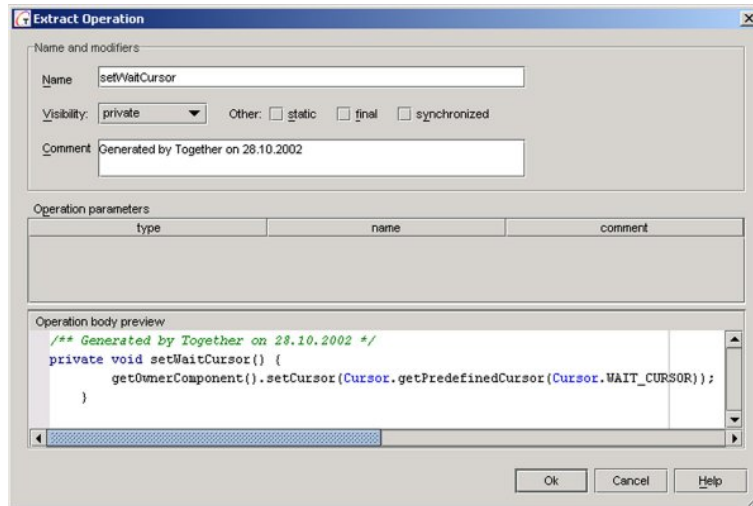 Extract Operation
Name and modifiers
Name setWaitCursor
Visibility: private Other: static final synchronized
Comment Generated by Together on 28.10.2002
Operation parameters
type name comment
Operation body preview
/** Generated by Together on 28.10.2002 */
private void setWaitCursor() {
getOwnerComponent().setCursor(Cursor.getPredefinedCursor(Cursor.WAIT_CURSOR));
}
Ok Cancel Help